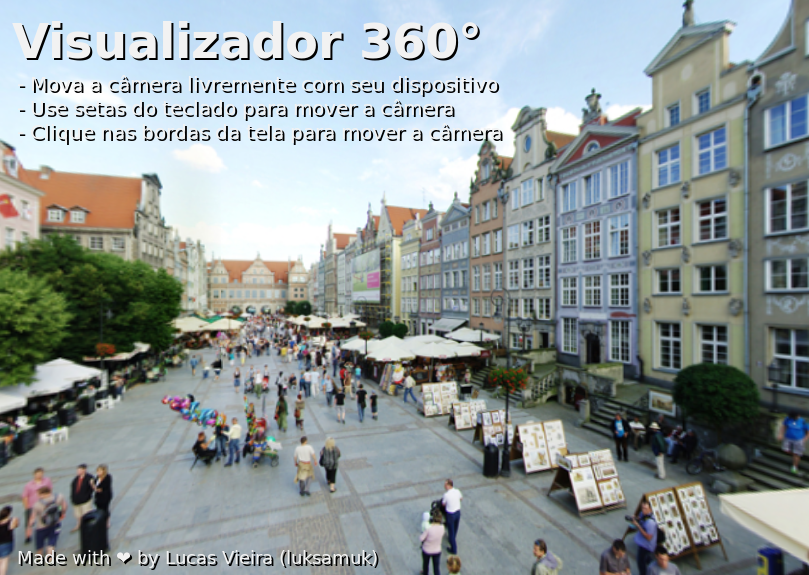 Visualizador 360°
- Mova a câmera livremente com seu dispositivo
- Use setas do teclado para mover a câmera
- Clique nas bordas da tela para mover a câmera
Made with ❤ by Lucas Vieira (luksamuk)